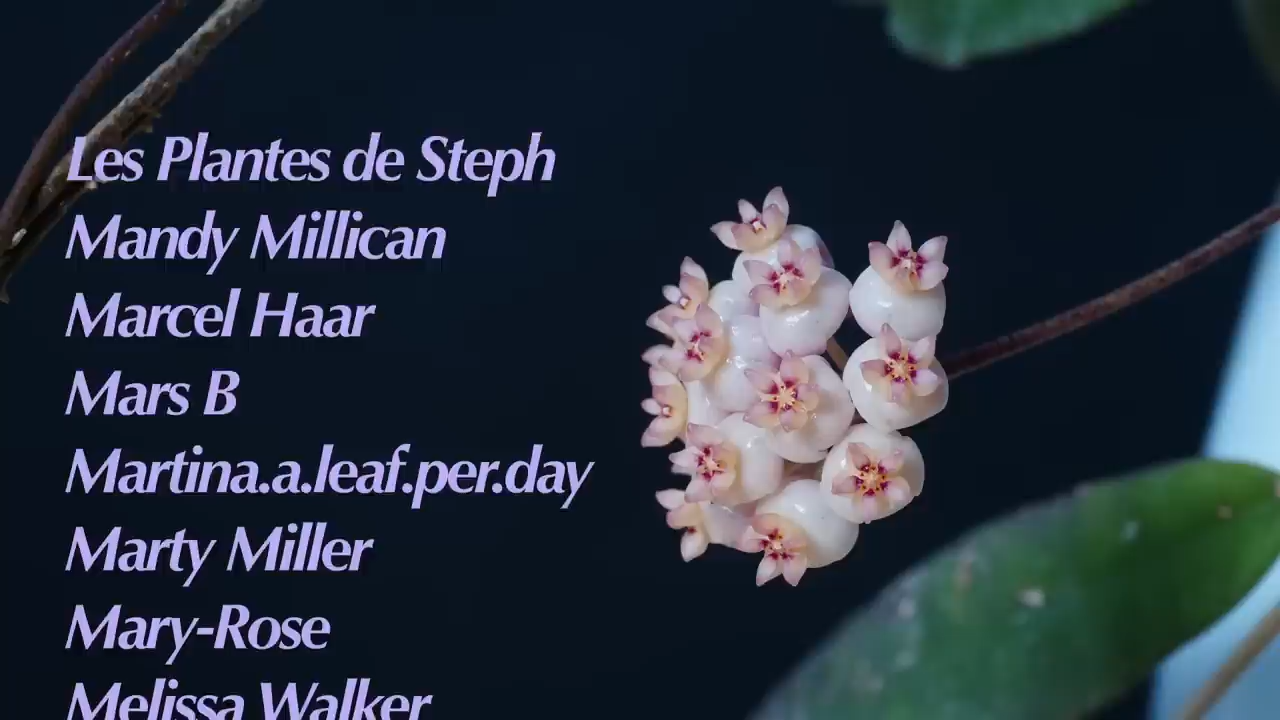 Les Plantes de Steph
Mandy Millican
Marcel Haar
Mars B
Martina.a.leaf.per.day
Marty Miller
Mary-Rose
Melissa Walker